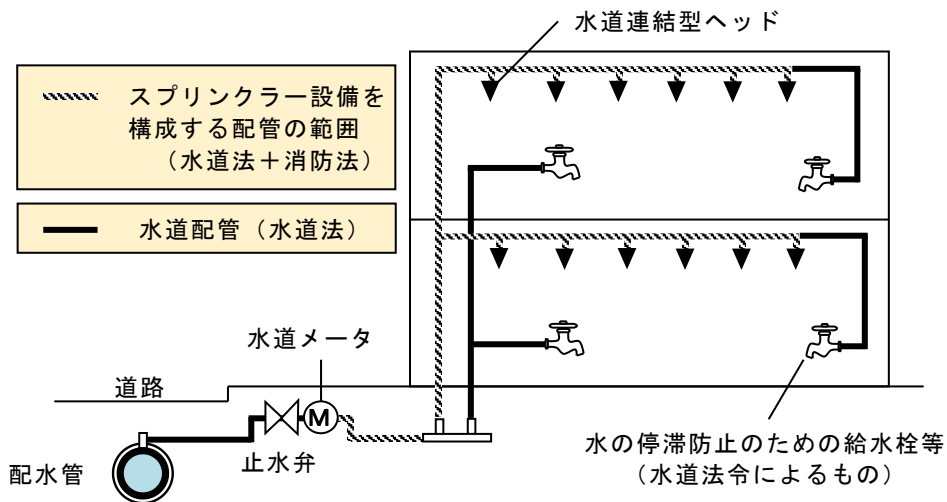 水道連結型ヘッド
スプリンクラー設備を
構成する配管の範囲
（水道法＋消防法）
水道配管（水道法）
水道メータ
道路
M
止水弁
配水管
水の停滞防止のための給水栓等
（水道法令によるもの）